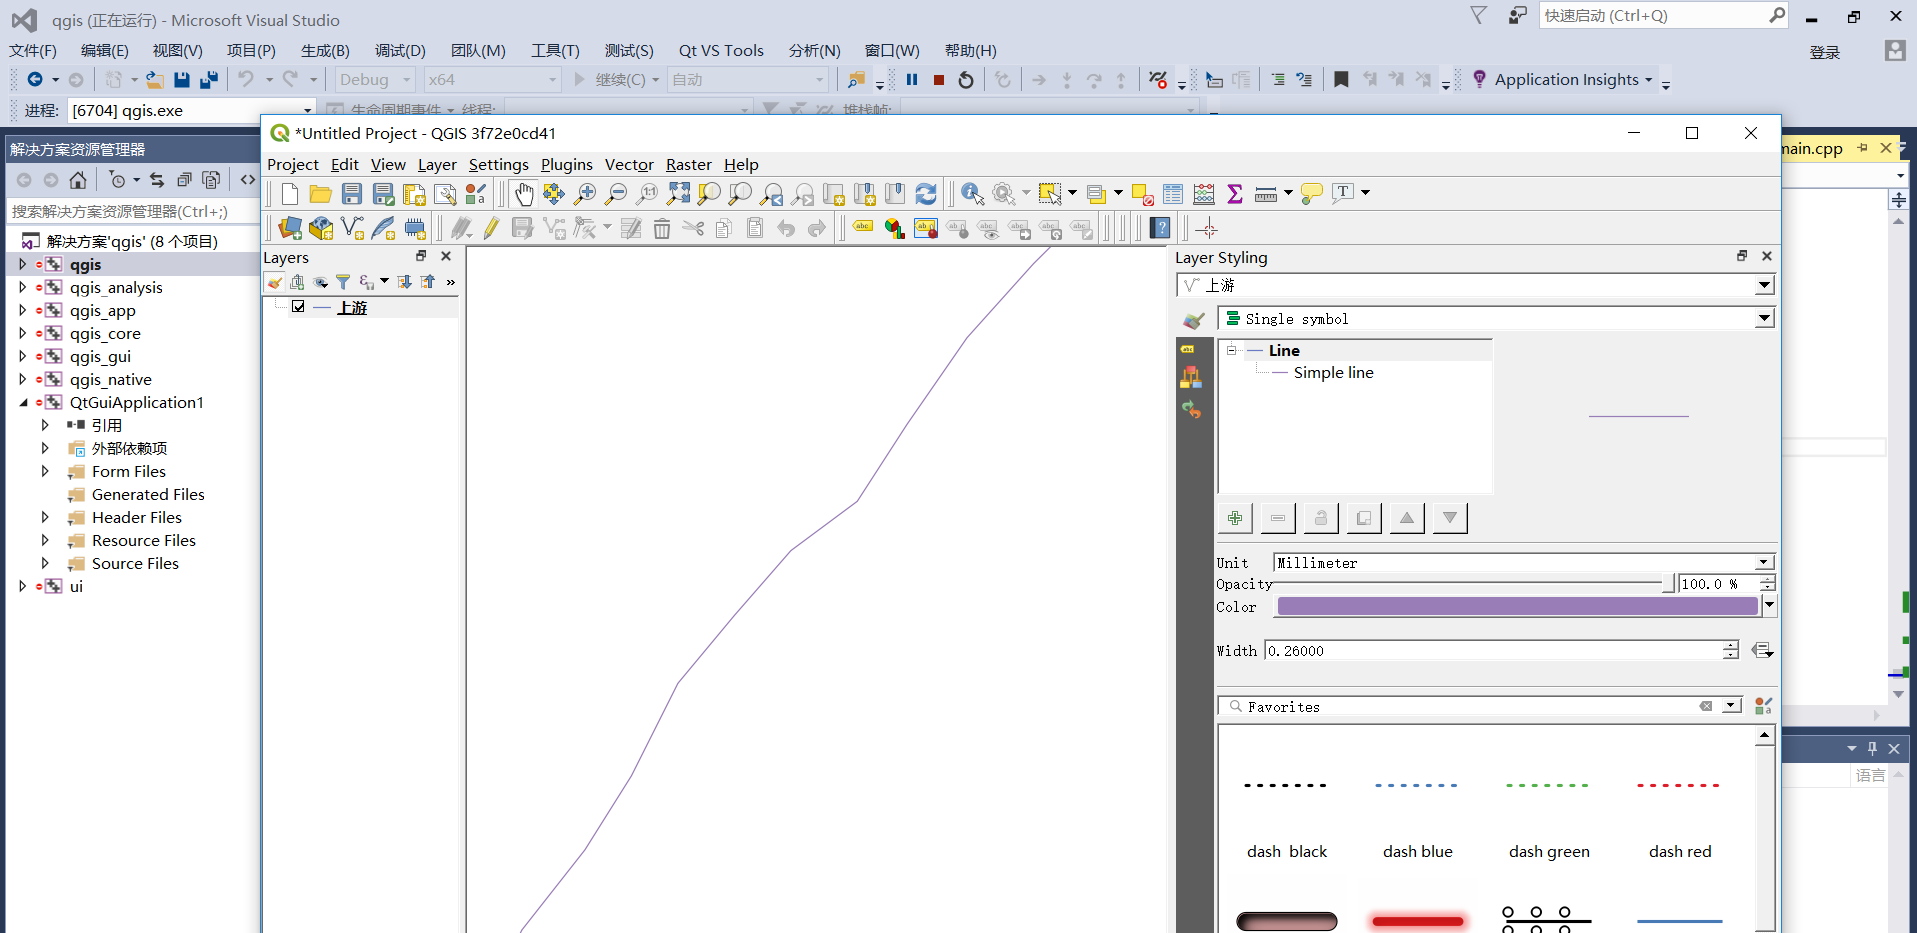 qgis (正在运行) - Microsoft Visual Studio
快速启动 (Ctrl+Q)
文件(F) 编辑(E) 视图(V) 项目(P) 生成(B) 调试(D) 团队(M) 工具(T) 测试(S) Qt VS Tools 分析(N) 窗口(W) 帮助(H)
登录
Debug x64 继续(C) 自动 Application Insights
进程: [6704] qgis.exe 生命周期事件 线程: 堆栈帧:
解决方案资源管理器
搜索解决方案资源管理器(Ctrl+;)
解决方案'qgis' (8 个项目)
qgis
qgis_analysis
qgis_app
qgis_core
qgis_gui
qgis_native
QtGuiApplication1
引用
外部依赖项
Form Files
Generated Files
Header Files
Resource Files
Source Files
ui
*Untitled Project - QGIS 3f72e0cd41
Project Edit View Layer Settings Plugins Vector Raster Help
Layers
上游
Layer Styling
上游
Single symbol
Line
Simple line
Unit Millimeter
Opacity 100.0 %
Color
Width 0.26000
Favorites
dash  black dash blue dash green dash red
main.cpp
语言